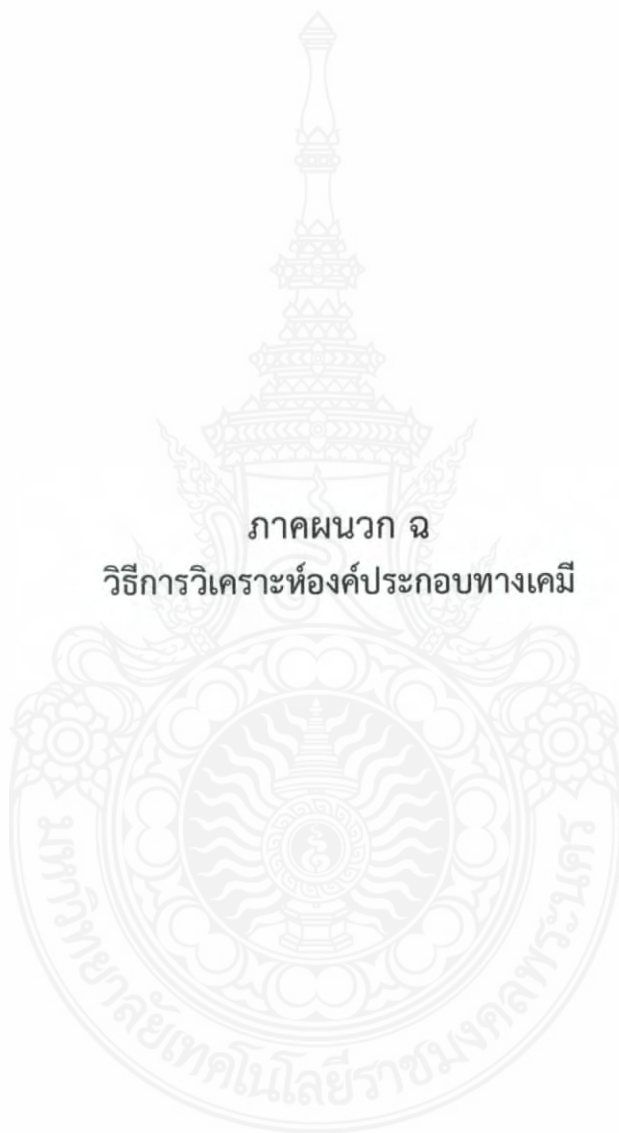 ภาคผนวก ฉ
วิธีการวิเคราะห์องค์ประกอบทางเคมี
มหาวิทยาลัยเทคโนโลยีราชมงคลพระนคร